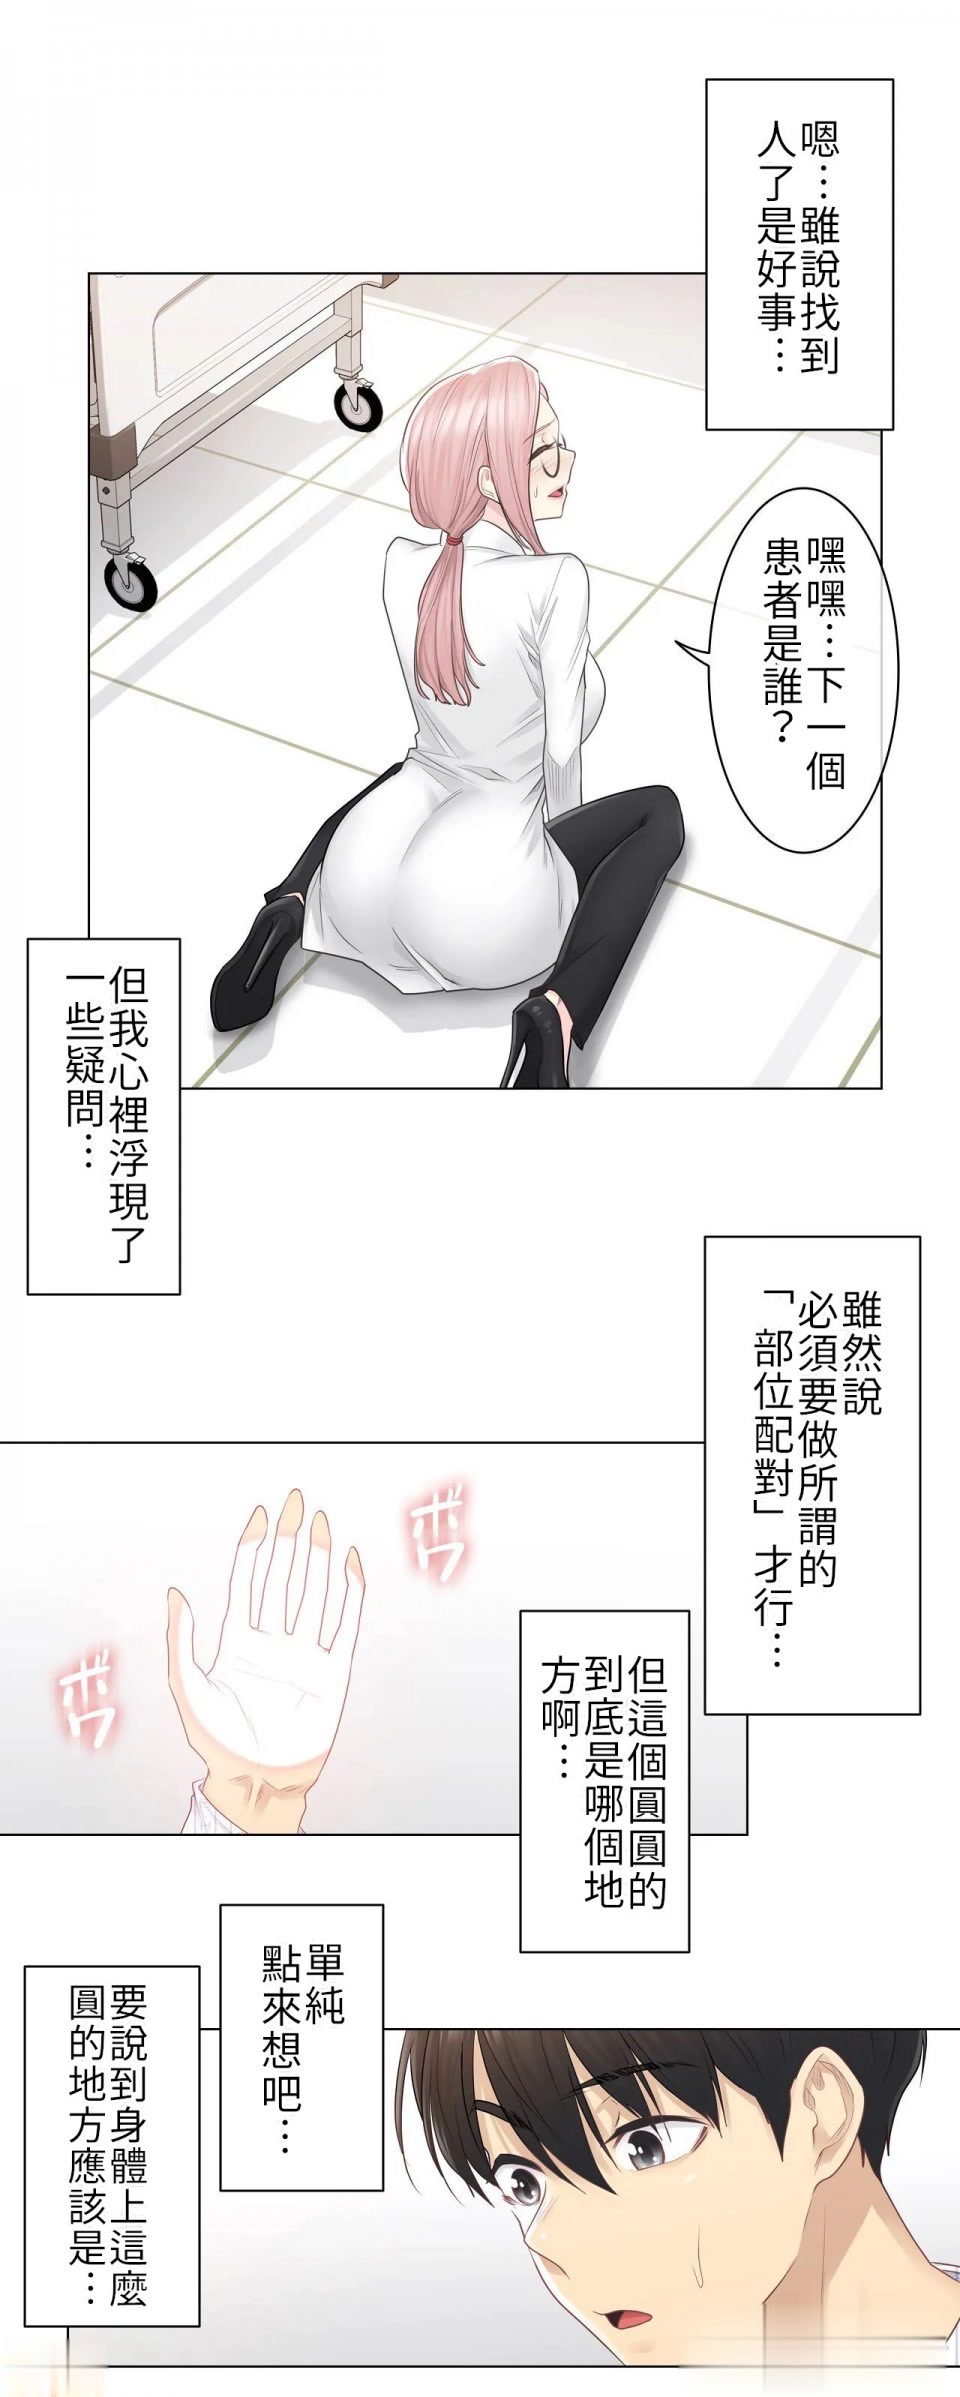 嗯…雖說找到
人了是好事…
嘿嘿…下一個
患者是誰?
但我心裡浮現了
一些疑問…
雖然說
必須要做所謂的
「部位配對」才行…
ボワ
ボワ
但這個圓圓的
到底是哪個地
方啊…
單純
點來想吧…
要說到身體上這麼
圓的地方應該是…